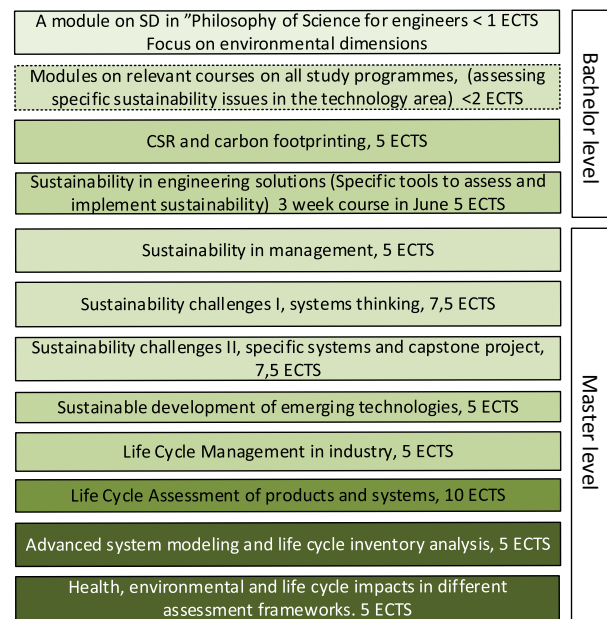 A module on SD in ”Philosophy of Science for engineers < 1 ECTS
Focus on environmental dimensions
Modules on relevant courses on all study programmes, (assessing
specific sustainability issues in the technology area) <2 ECTS
CSR and carbon footprinting, 5 ECTS
Sustainability in engineering solutions (Specific tools to assess and
implement sustainability) 3 week course in June 5 ECTS
Bachelor level
Sustainability in management, 5 ECTS
Sustainability challenges I, systems thinking, 7,5 ECTS
Sustainability challenges II, specific systems and capstone project,
7,5 ECTS
Sustainable development of emerging technologies, 5 ECTS
Life Cycle Management in industry, 5 ECTS
Life Cycle Assessment of products and systems, 10 ECTS
Advanced system modeling and life cycle inventory analysis, 5 ECTS
Health, environmental and life cycle impacts in different
assessment frameworks. 5 ECTS
Master level